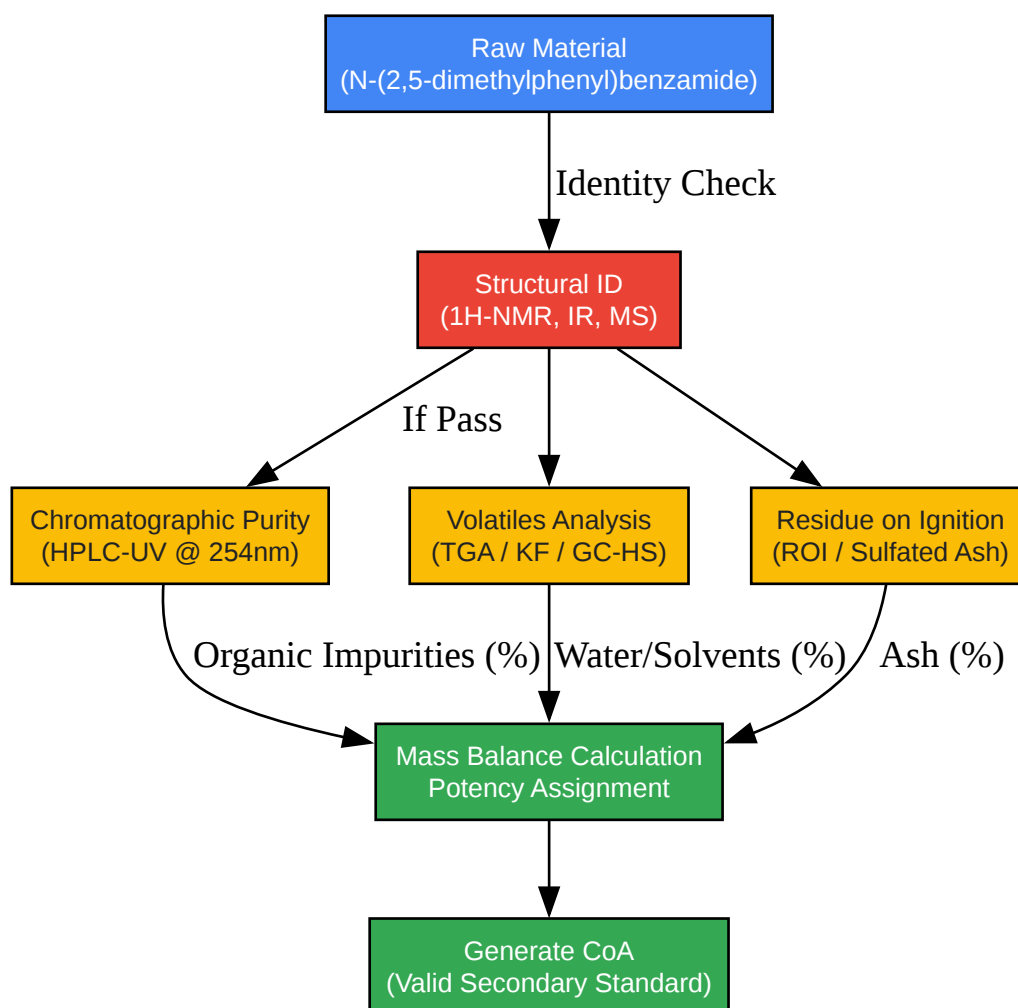 Raw Material
(N-(2,5-dimethylphenyl)benzamide)
Identity Check
Structural ID
(1H-NMR, IR, MS)
If Pass
Chromatographic Purity
(HPLC-UV @ 254nm)
Volatiles Analysis
(TGA / KF / GC-HS)
Residue on Ignition
(ROI / Sulfated Ash)
Organic Impurities (%)
Water/Solvents (%)
Ash (%)
Mass Balance Calculation
Potency Assignment
Generate CoA
(Valid Secondary Standard)